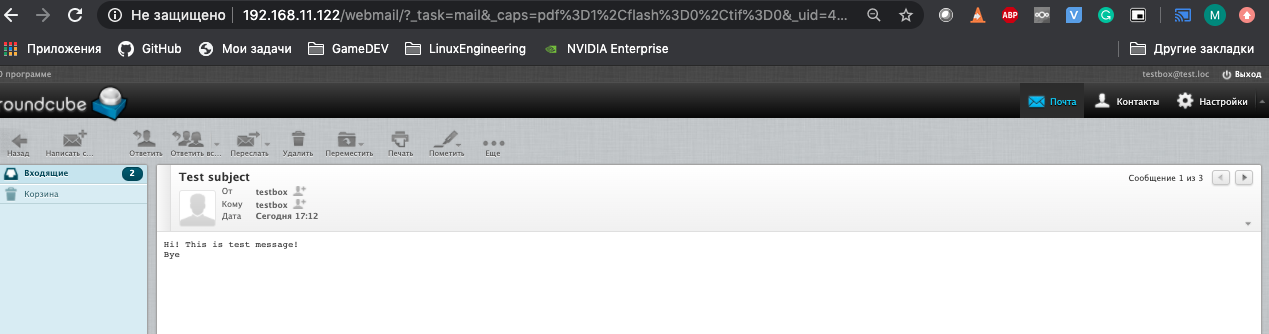 Не защищено 192.168.11.122/webmail/?_task=mail&_caps=pdf%3D1%2Cflash%3D0%2Ctif%3D0&_uid=4...
ABP V G M
Приложения GitHub Мои задачи GameDEV LinuxEngineering NVIDIA Enterprise Другие закладки
О программе testbox@test.loc Выход
roundcube Почта Контакты Настройки
Назад Написать с... Ответить Ответить вс... Переслать Удалить Переместить Печать Пометить Еще
Входящие 2
Корзина
Test subject Сообщение 1 из 3
От testbox
Кому testbox
Дата Сегодня 17:12
Hi! This is test message!
Bye